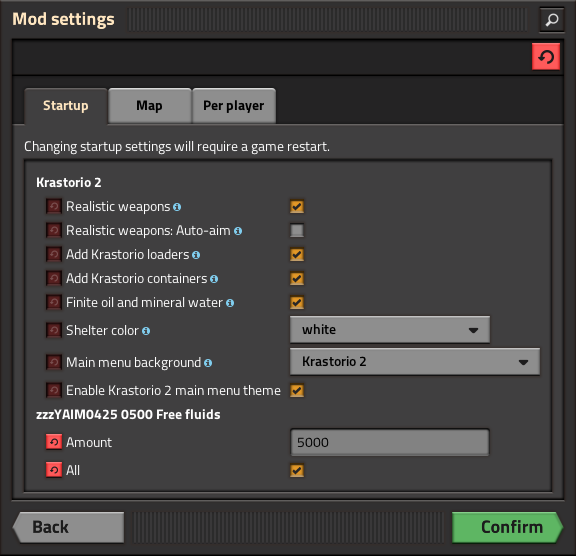 Mod settings
Startup Map Per player
Changing startup settings will require a game restart.
Krastorio 2
Realistic weapons
Realistic weapons: Auto-aim
Add Krastorio loaders
Add Krastorio containers
Finite oil and mineral water
Shelter color white
Main menu background Krastorio 2
Enable Krastorio 2 main menu theme
zzzYAIM0425 0500 Free fluids
Amount 5000
All
Back Confirm